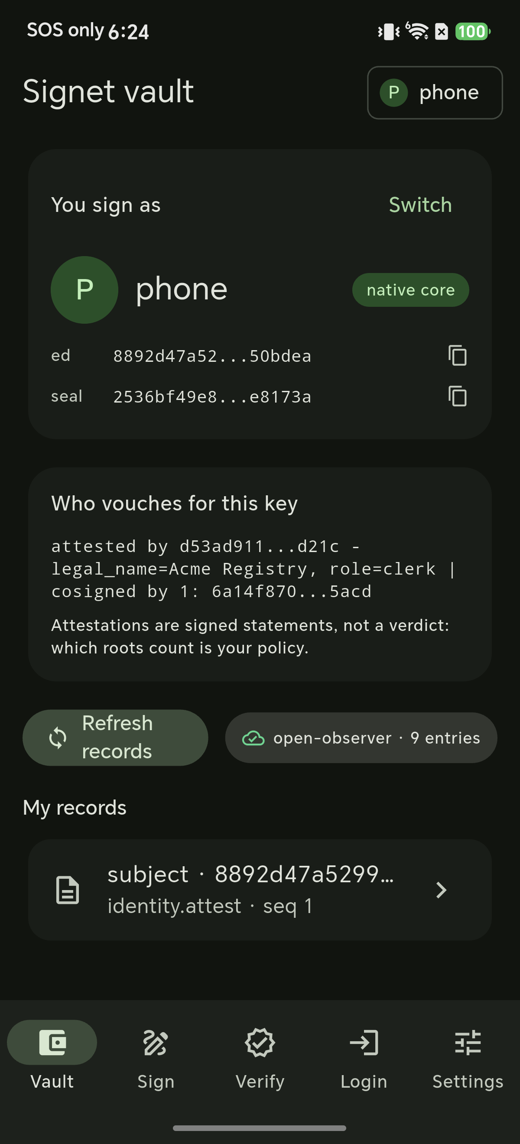 SOS only 6:24
6
100
Signet vault
P phone
You sign as
Switch
P phone
native core
ed 8892d47a52...50bdea
seal 2536bf49e8...e8173a
Who vouches for this key
attested by d53ad911...d21c -
legal_name=Acme Registry, role=clerk |
cosigned by 1: 6a14f870...5acd
Attestations are signed statements, not a verdict:
which roots count is your policy.
Refresh
records
open-observer · 9 entries
My records
subject · 8892d47a5299...
identity.attest · seq 1
Vault
Sign
Verify
Login
Settings